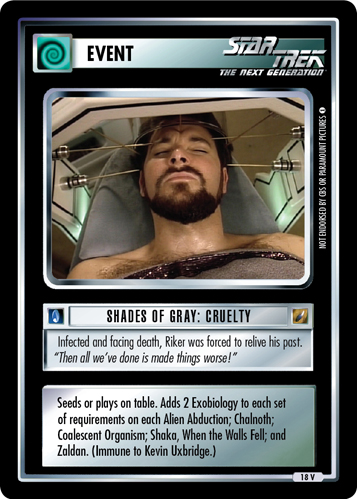 EVENT
STAR TREK
THE NEXT GENERATION
NOT ENDORSED BY CBS OR PARAMOUNT PICTURES
SHADES OF GRAY: CRUELTY
Infected and facing death, Riker was forced to relive his past.
"Then all we've done is made things worse!"
Seeds or plays on table. Adds 2 Exobiology to each set
of requirements on each Alien Abduction; Chalnoth;
Coalescent Organism; Shaka, When the Walls Fell; and
Zaldan. (Immune to Kevin Uxbridge.)
18 V